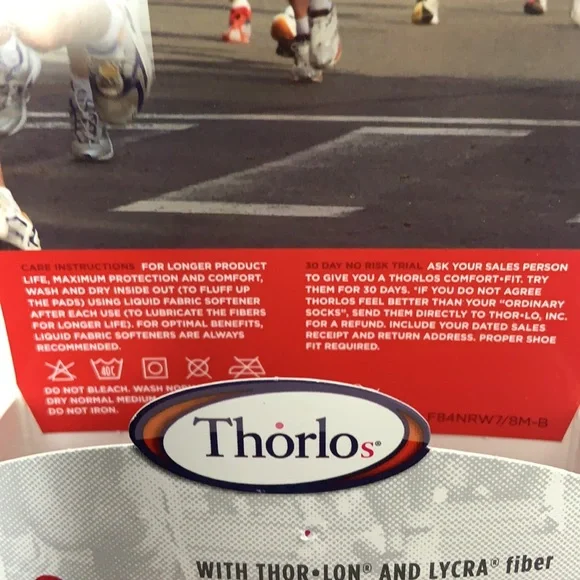 CARE INSTRUCTIONS FOR LONGER PRODUCT
LIFE, MAXIMUM PROTECTION AND COMFORT,
WASH AND DRY INSIDE OUT (TO FLUFF UP
THE PADS) USING LIQUID FABRIC SOFTENER
AFTER EACH USE (TO LUBRICATE THE FIBERS
FOR LONGER LIFE). FOR OPTIMAL BENEFITS,
LIQUID FABRIC SOFTENERS ARE ALWAYS
RECOMMENDED.
40C
DO NOT BLEACH. WASH
DRY NORMAL MEDIUM
DO NOT IRON.
30 DAY NO RISK TRIAL ASK YOUR SALES PERSON
TO GIVE YOU A THORLOS COMFORT•FIT. TRY
THEM FOR 30 DAYS. *IF YOU DO NOT AGREE
THORLOS FEEL BETTER THAN YOUR "ORDINARY
SOCKS", SEND THEM DIRECTLY TO THOR•LO, INC.
FOR A REFUND. INCLUDE YOUR DATED SALES
RECEIPT AND RETURN ADDRESS. PROPER SHOE
FIT REQUIRED.
F84NRW7/8M-B
Thorlos®
WITH THOR•LON® AND LYCRA® fiber